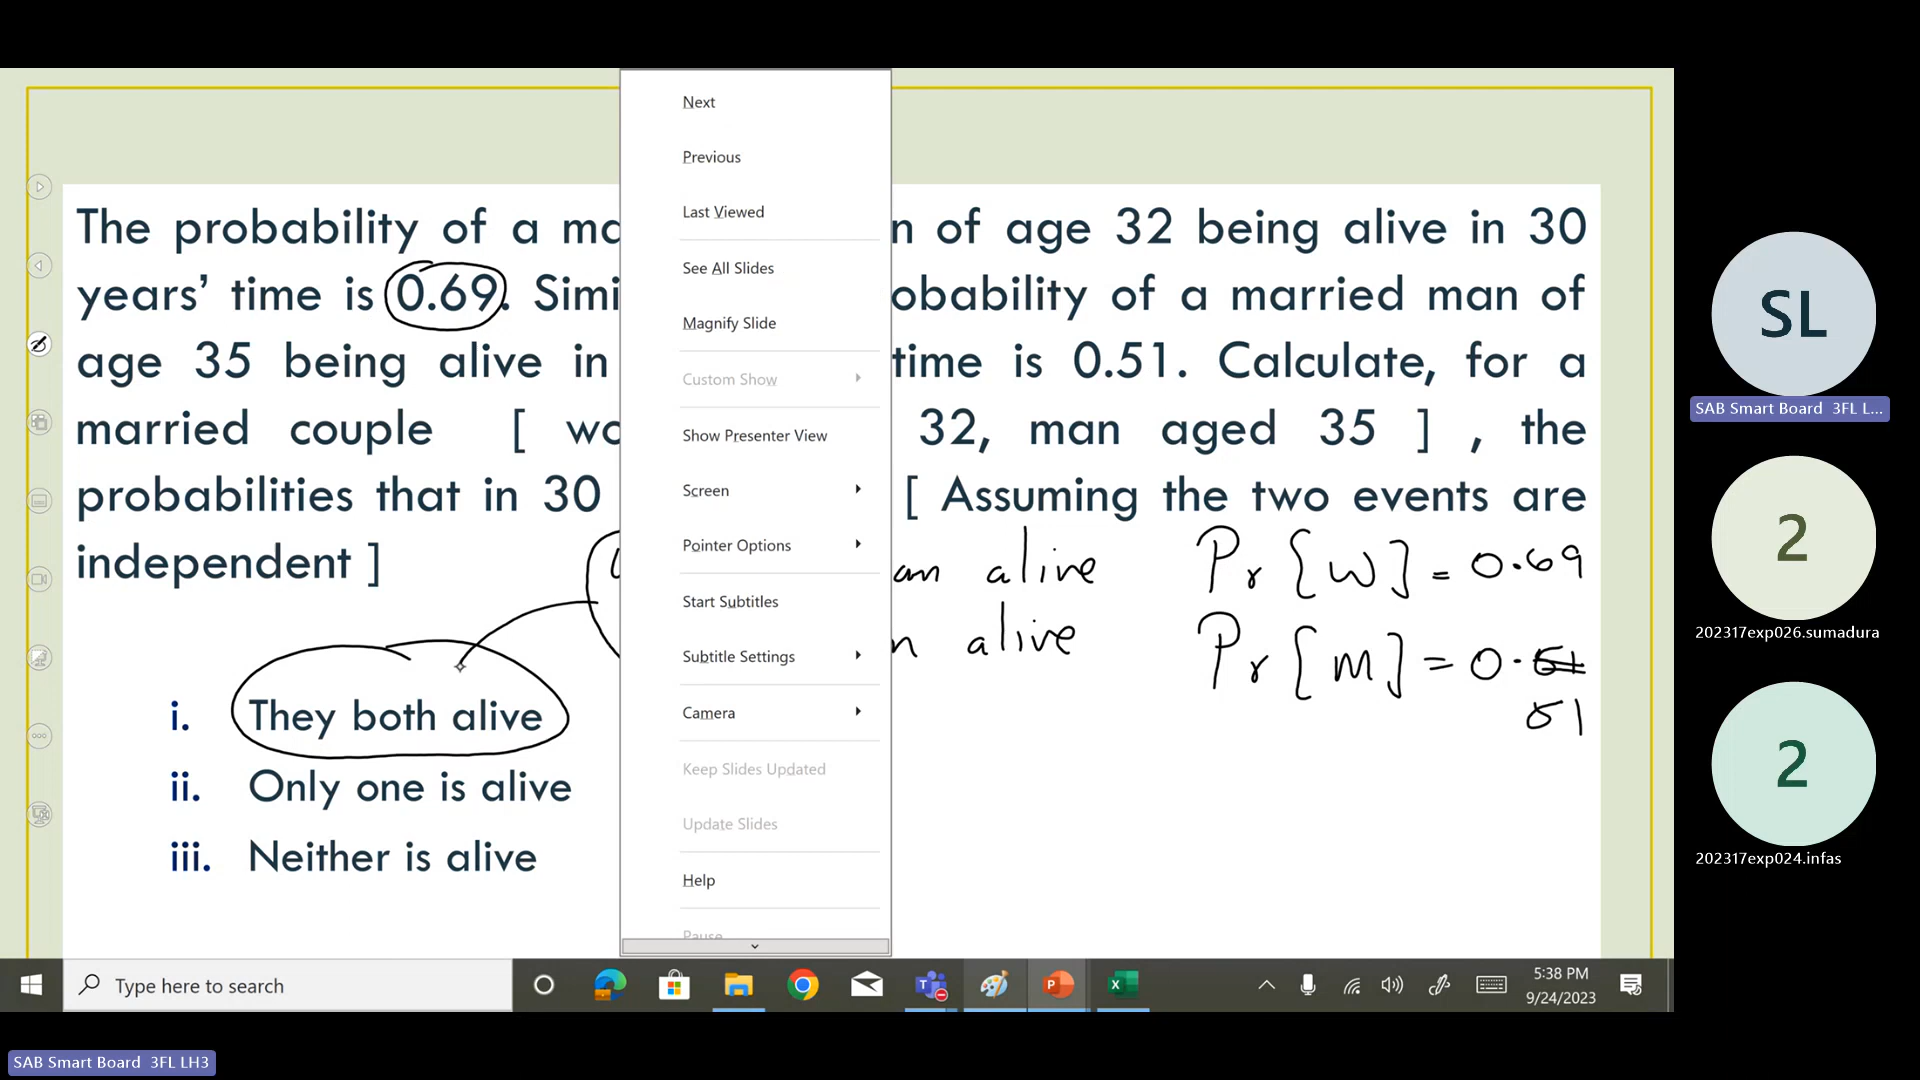 The probability of a n of age 32 being alive in 30
years' time is 0.69. obability of a married man of
age 35 being alive in time is 0.51. Calculate, for a
married couple [ 32, man aged 35 ] , the
probabilities that in 30 [ Assuming the two events are
independent ]
an alive
n alive
Pr [W] = 0.69
Pr [M] = 0.51
51
i. They both alive
ii. Only one is alive
iii. Neither is alive
Next
Previous
Last Viewed
See All Slides
Magnify Slide
Custom Show
Show Presenter View
Screen
Pointer Options
Start Subtitles
Subtitle Settings
Camera
Keep Slides Updated
Update Slides
Help
Pause
SL
SAB Smart Board 3FL L...
2
202317exp026.sumadura
2
202317exp024.infas
Type here to search
5:38 PM
9/24/2023
SAB Smart Board 3FL LH3